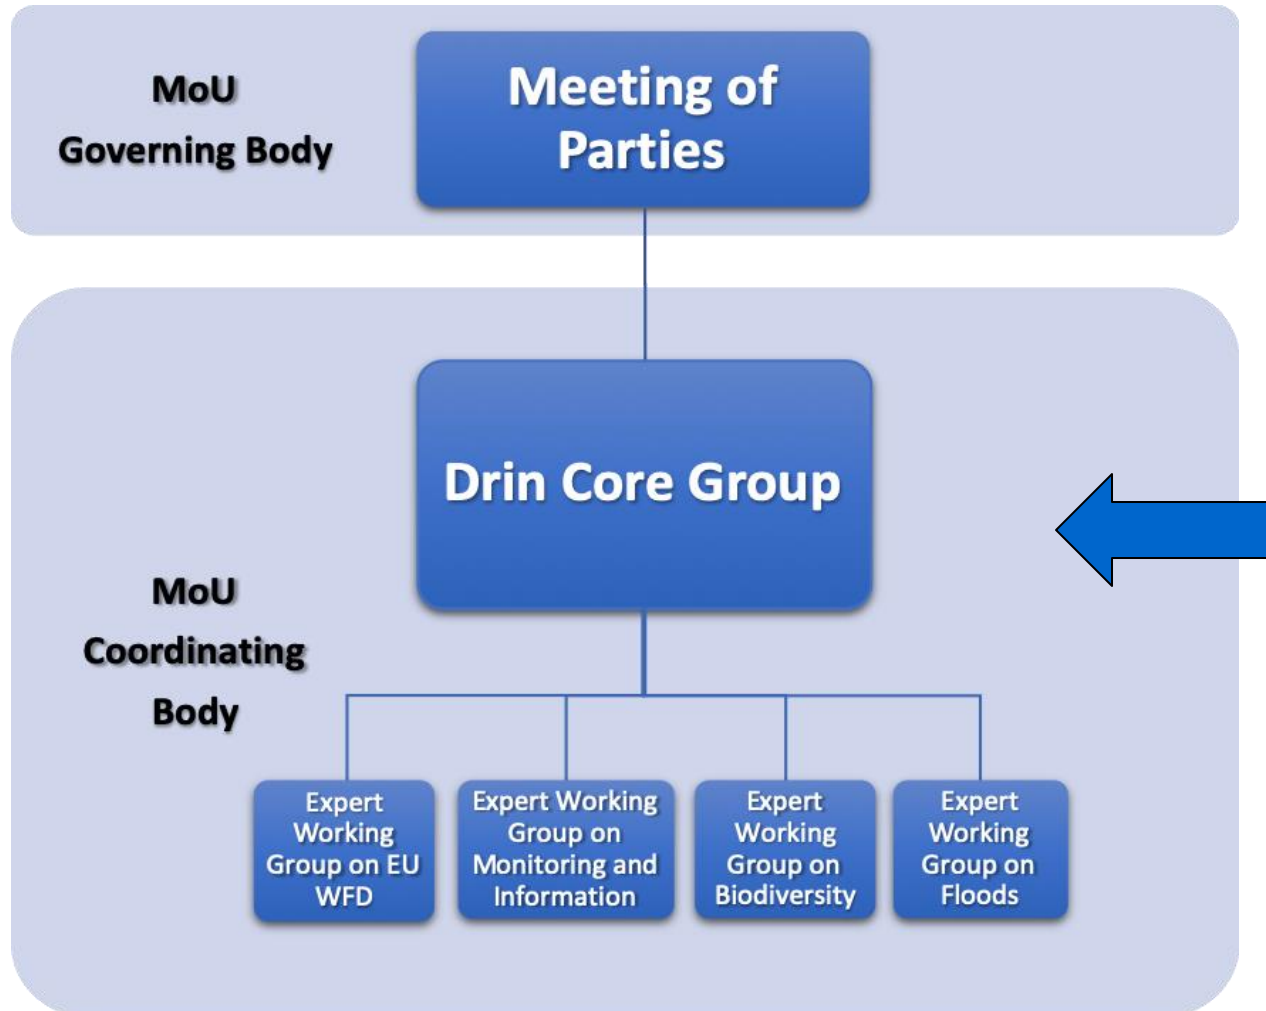 MoU
Governing Body
Meeting of
Parties
Drin Core Group
MoU
Coordinating
Body
Expert
Working
Group on EU
WFD
Expert Working
Group on
Monitoring and
Information
Expert
Working
Group on
Biodiversity
Expert
Working
Group on
Floods